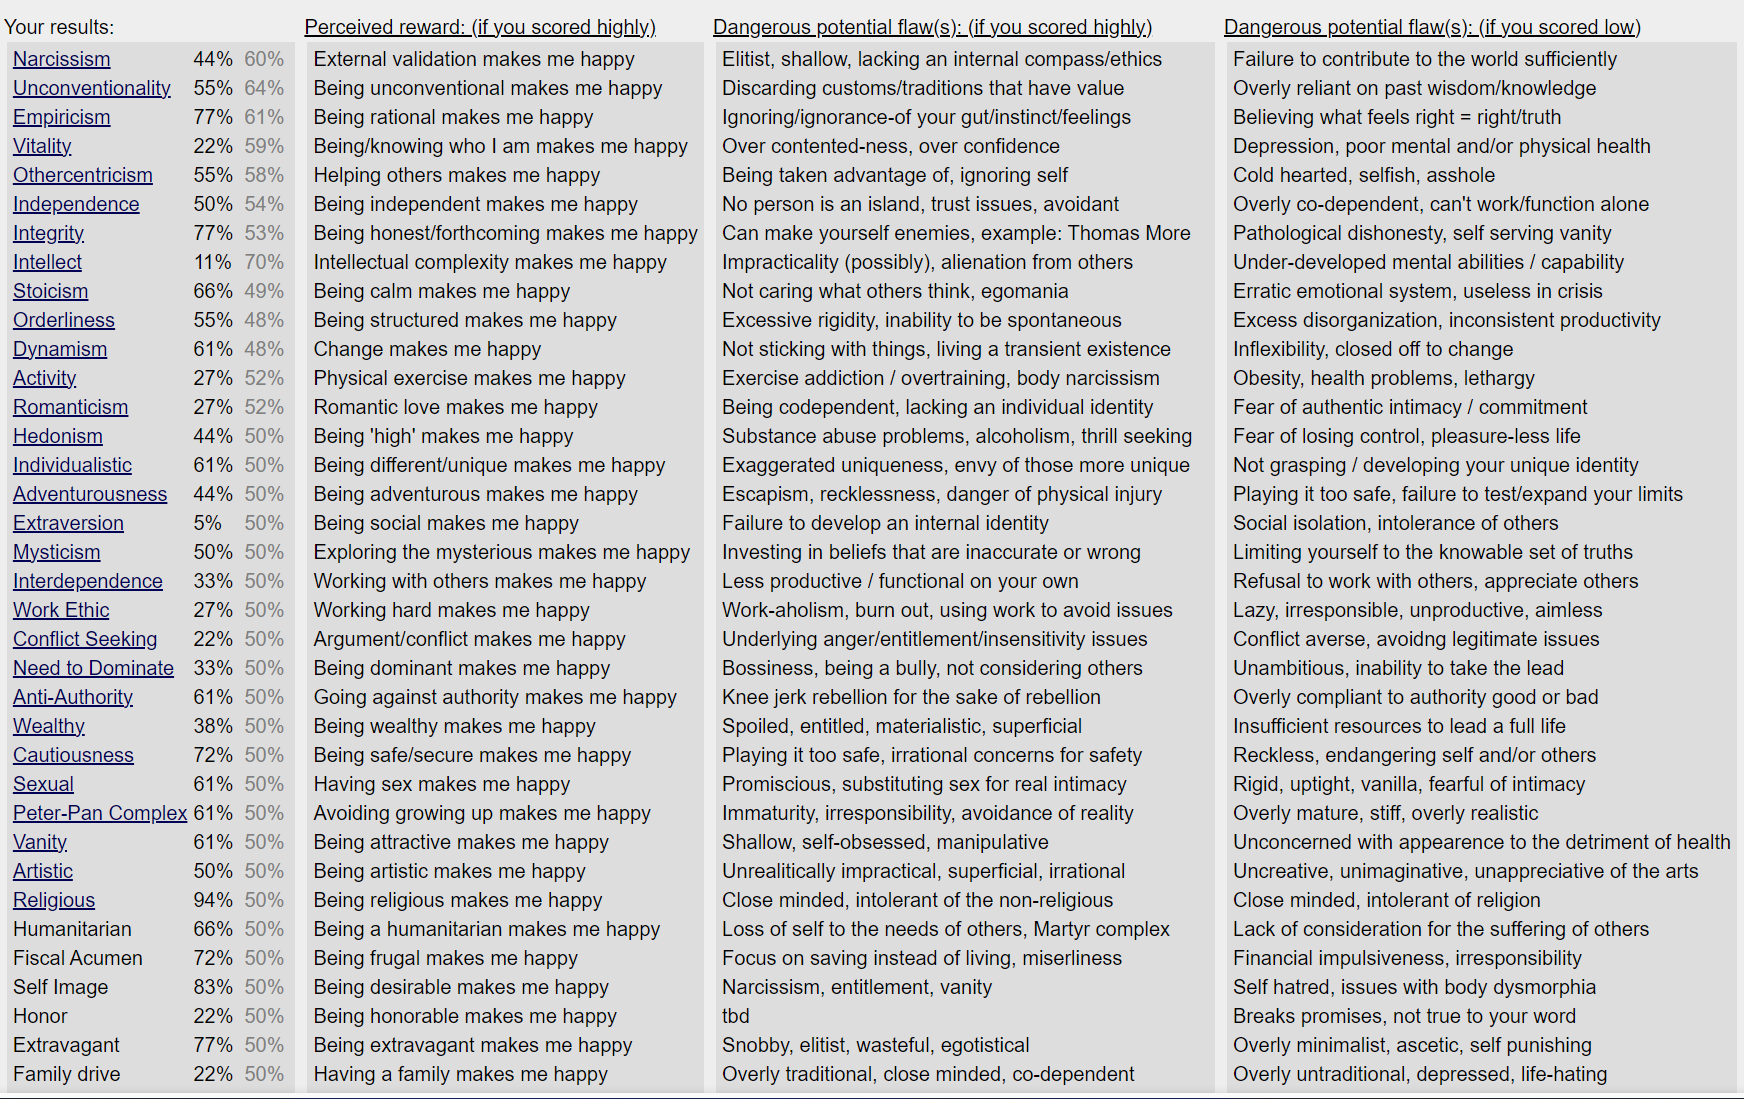 Your results: Perceived reward: (if you scored highly) Dangerous potential flaw(s): (if you scored highly) Dangerous potential flaw(s): (if you scored low)
Narcissism 44% 60% External validation makes me happy Elitist, shallow, lacking an internal compass/ethics Failure to contribute to the world sufficiently
Unconventionality 55% 64% Being unconventional makes me happy Discarding customs/traditions that have value Overly reliant on past wisdom/knowledge
Empiricism 77% 61% Being rational makes me happy Ignoring/ignorance-of your gut/instinct/feelings Believing what feels right = right/truth
Vitality 22% 59% Being/knowing who I am makes me happy Over contented-ness, over confidence Depression, poor mental and/or physical health
Othercentricism 55% 58% Helping others makes me happy Being taken advantage of, ignoring self Cold hearted, selfish, asshole
Independence 50% 54% Being independent makes me happy No person is an island, trust issues, avoidant Overly co-dependent, can't work/function alone
Integrity 77% 53% Being honest/forthcoming makes me happy Can make yourself enemies, example: Thomas More Pathological dishonesty, self serving vanity
Intellect 11% 70% Intellectual complexity makes me happy Impracticality (possibly), alienation from others Under-developed mental abilities / capability
Stoicism 66% 49% Being calm makes me happy Not caring what others think, egomania Erratic emotional system, useless in crisis
Orderliness 55% 48% Being structured makes me happy Excessive rigidity, inability to be spontaneous Excess disorganization, inconsistent productivity
Dynamism 61% 48% Change makes me happy Not sticking with things, living a transient existence Inflexibility, closed off to change
Activity 27% 52% Physical exercise makes me happy Exercise addiction / overtraining, body narcissism Obesity, health problems, lethargy
Romanticism 27% 52% Romantic love makes me happy Being codependent, lacking an individual identity Fear of authentic intimacy / commitment
Hedonism 44% 50% Being 'high' makes me happy Substance abuse problems, alcoholism, thrill seeking Fear of losing control, pleasure-less life
Individualistic 61% 50% Being different/unique makes me happy Exaggerated uniqueness, envy of those more unique Not grasping / developing your unique identity
Adventurousness 44% 50% Being adventurous makes me happy Escapism, recklessness, danger of physical injury Playing it too safe, failure to test/expand your limits
Extraversion 5% 50% Being social makes me happy Failure to develop an internal identity Social isolation, intolerance of others
Mysticism 50% 50% Exploring the mysterious makes me happy Investing in beliefs that are inaccurate or wrong Limiting yourself to the knowable set of truths
Interdependence 33% 50% Working with others makes me happy Less productive / functional on your own Refusal to work with others, appreciate others
Work Ethic 27% 50% Working hard makes me happy Work-aholism, burn out, using work to avoid issues Lazy, irresponsible, unproductive, aimless
Conflict Seeking 22% 50% Argument/conflict makes me happy Underlying anger/entitlement/insensitivity issues Conflict averse, avoidng legitimate issues
Need to Dominate 33% 50% Being dominant makes me happy Bossiness, being a bully, not considering others Unambitious, inability to take the lead
Anti-Authority 61% 50% Going against authority makes me happy Knee jerk rebellion for the sake of rebellion Overly compliant to authority good or bad
Wealthy 38% 50% Being wealthy makes me happy Spoiled, entitled, materialistic, superficial Insufficient resources to lead a full life
Cautiousness 72% 50% Being safe/secure makes me happy Playing it too safe, irrational concerns for safety Reckless, endangering self and/or others
Sexual 61% 50% Having sex makes me happy Promiscious, substituting sex for real intimacy Rigid, uptight, vanilla, fearful of intimacy
Peter-Pan Complex 61% 50% Avoiding growing up makes me happy Immaturity, irresponsibility, avoidance of reality Overly mature, stiff, overly realistic
Vanity 61% 50% Being attractive makes me happy Shallow, self-obsessed, manipulative Unconcerned with appearence to the detriment of health
Artistic 50% 50% Being artistic makes me happy Unrealitically impractical, superficial, irrational Uncreative, unimaginative, unappreciative of the arts
Religious 94% 50% Being religious makes me happy Close minded, intolerant of the non-religious Close minded, intolerant of religion
Humanitarian 66% 50% Being a humanitarian makes me happy Loss of self to the needs of others, Martyr complex Lack of consideration for the suffering of others
Fiscal Acumen 72% 50% Being frugal makes me happy Focus on saving instead of living, miserliness Financial impulsiveness, irresponsibility
Self Image 83% 50% Being desirable makes me happy Narcissism, entitlement, vanity Self hatred, issues with body dysmorphia
Honor 22% 50% Being honorable makes me happy tbd Breaks promises, not true to your word
Extravagant 77% 50% Being extravagant makes me happy Snobby, elitist, wasteful, egotistical Overly minimalist, ascetic, self punishing
Family drive 22% 50% Having a family makes me happy Overly traditional, close minded, co-dependent Overly untraditional, depressed, life-hating